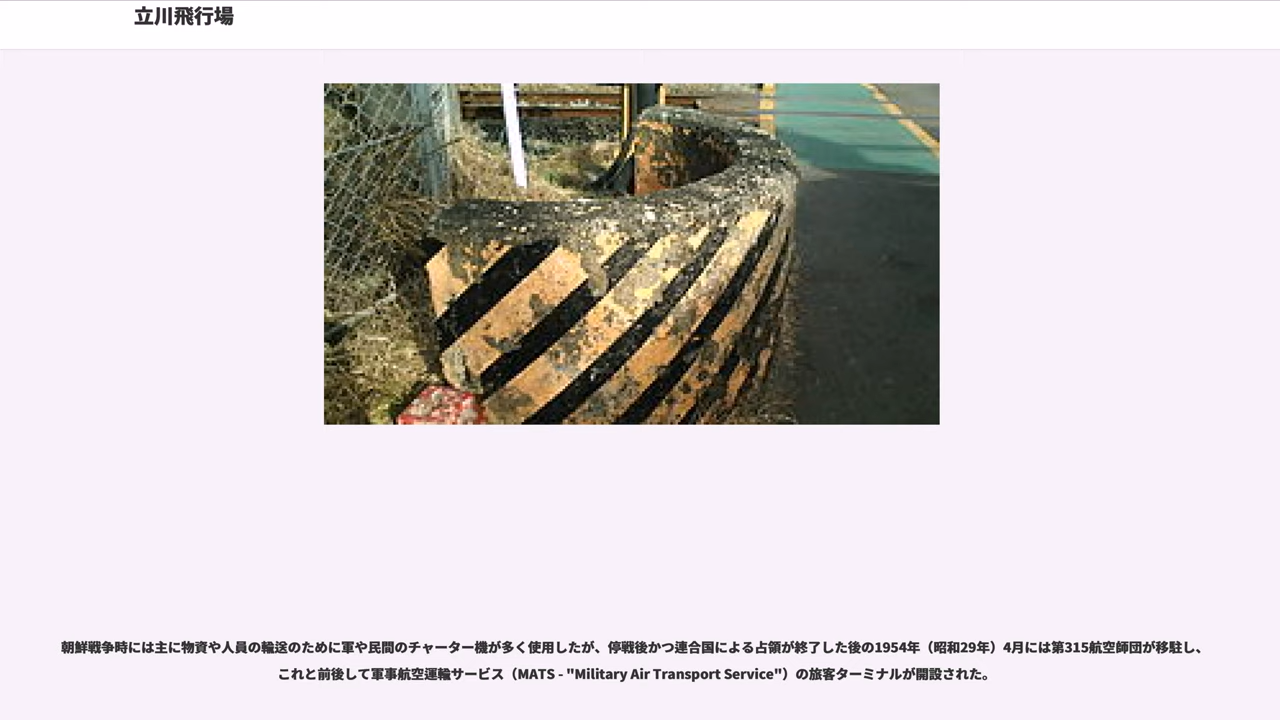 立川飛行場
朝鮮戦争時には主に物資や人員の輸送のために軍や民間のチャーター機が多く使用したが、停戦後かつ連合国による占領が終了した後の1954年（昭和29年）4月には第315航空師団が移駐し、
これと前後して軍事航空運輸サービス（MATS - "Military Air Transport Service"）の旅客ターミナルが開設された。